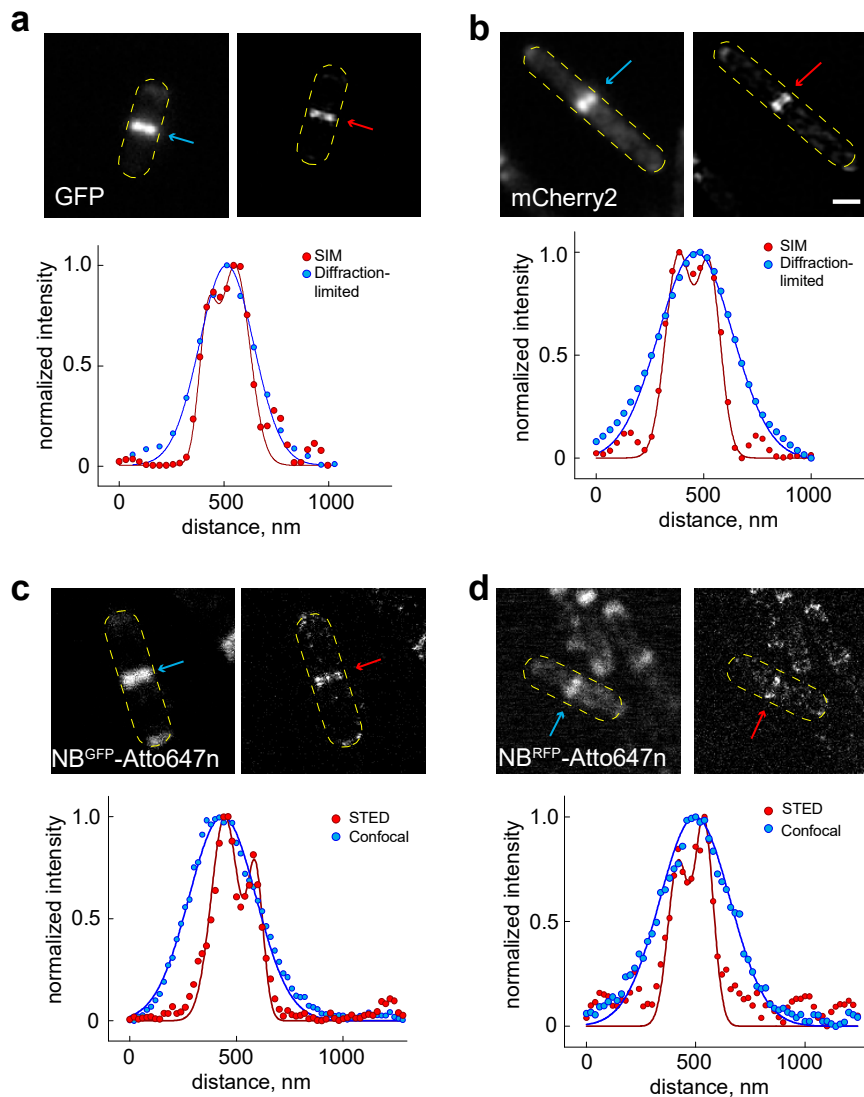 a
GFP
1.0
0.5
0
normalized intensity
SIM
Diffraction-
limited
0
500
1000
distance, nm
b
mCherry2
1.0
0.5
0
normalized intensity
SIM
Diffraction-
limited
0
500
1000
distance, nm
c
NBGFP-Atto647n
1.0
0.5
0
normalized intensity
STED
Confocal
0
500
1000
distance, nm
d
NBRFP-Atto647n
1.0
0.5
0
normalized intensity
STED
Confocal
0
500
1000
distance, nm